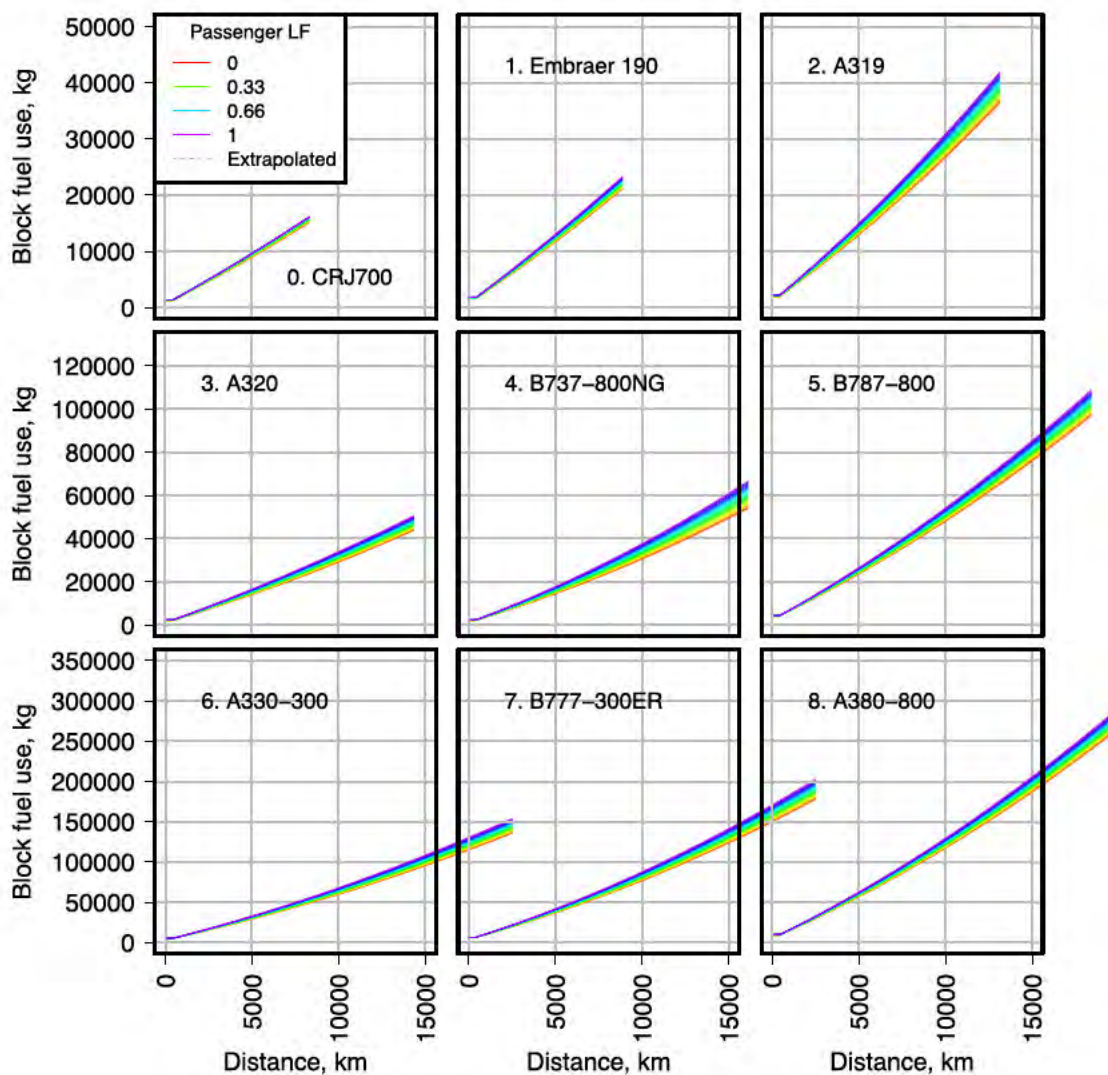 Passenger LF
0
0.33
0.66
1
Extrapolated
Block fuel use, kg
50000
40000
30000
20000
10000
0
0. CRJ700
1. Embraer 190
2. A319
Block fuel use, kg
120000
100000
80000
60000
40000
20000
0
3. A320
4. B737-800NG
5. B787-800
Block fuel use, kg
350000
300000
250000
200000
150000
100000
50000
0
6. A330-300
7. B777-300ER
8. A380-800
0 5000 10000 15000
0 5000 10000 15000
0 5000 10000 15000
Distance, km
Distance, km
Distance, km